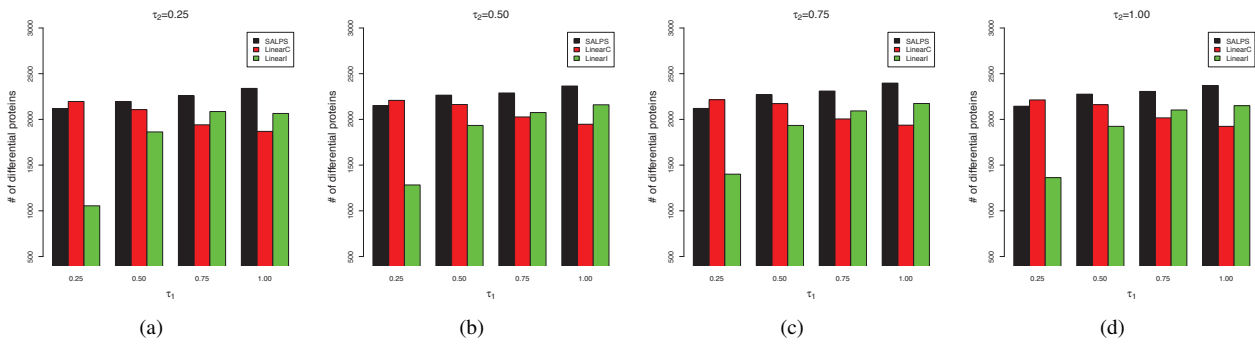 τ2=0.25
# of differential proteins
3000
2500
2000
1500
1000
500
SALPS
LinearC
LinearI
0.25 0.50 0.75 1.00
τ1
(a)
τ2=0.50
# of differential proteins
3000
2500
2000
1500
1000
500
SALPS
LinearC
LinearI
0.25 0.50 0.75 1.00
τ1
(b)
τ2=0.75
# of differential proteins
3000
2500
2000
1500
1000
500
SALPS
LinearC
LinearI
0.25 0.50 0.75 1.00
τ1
(c)
τ2=1.00
# of differential proteins
3000
2500
2000
1500
1000
500
SALPS
LinearC
LinearI
0.25 0.50 0.75 1.00
τ1
(d)